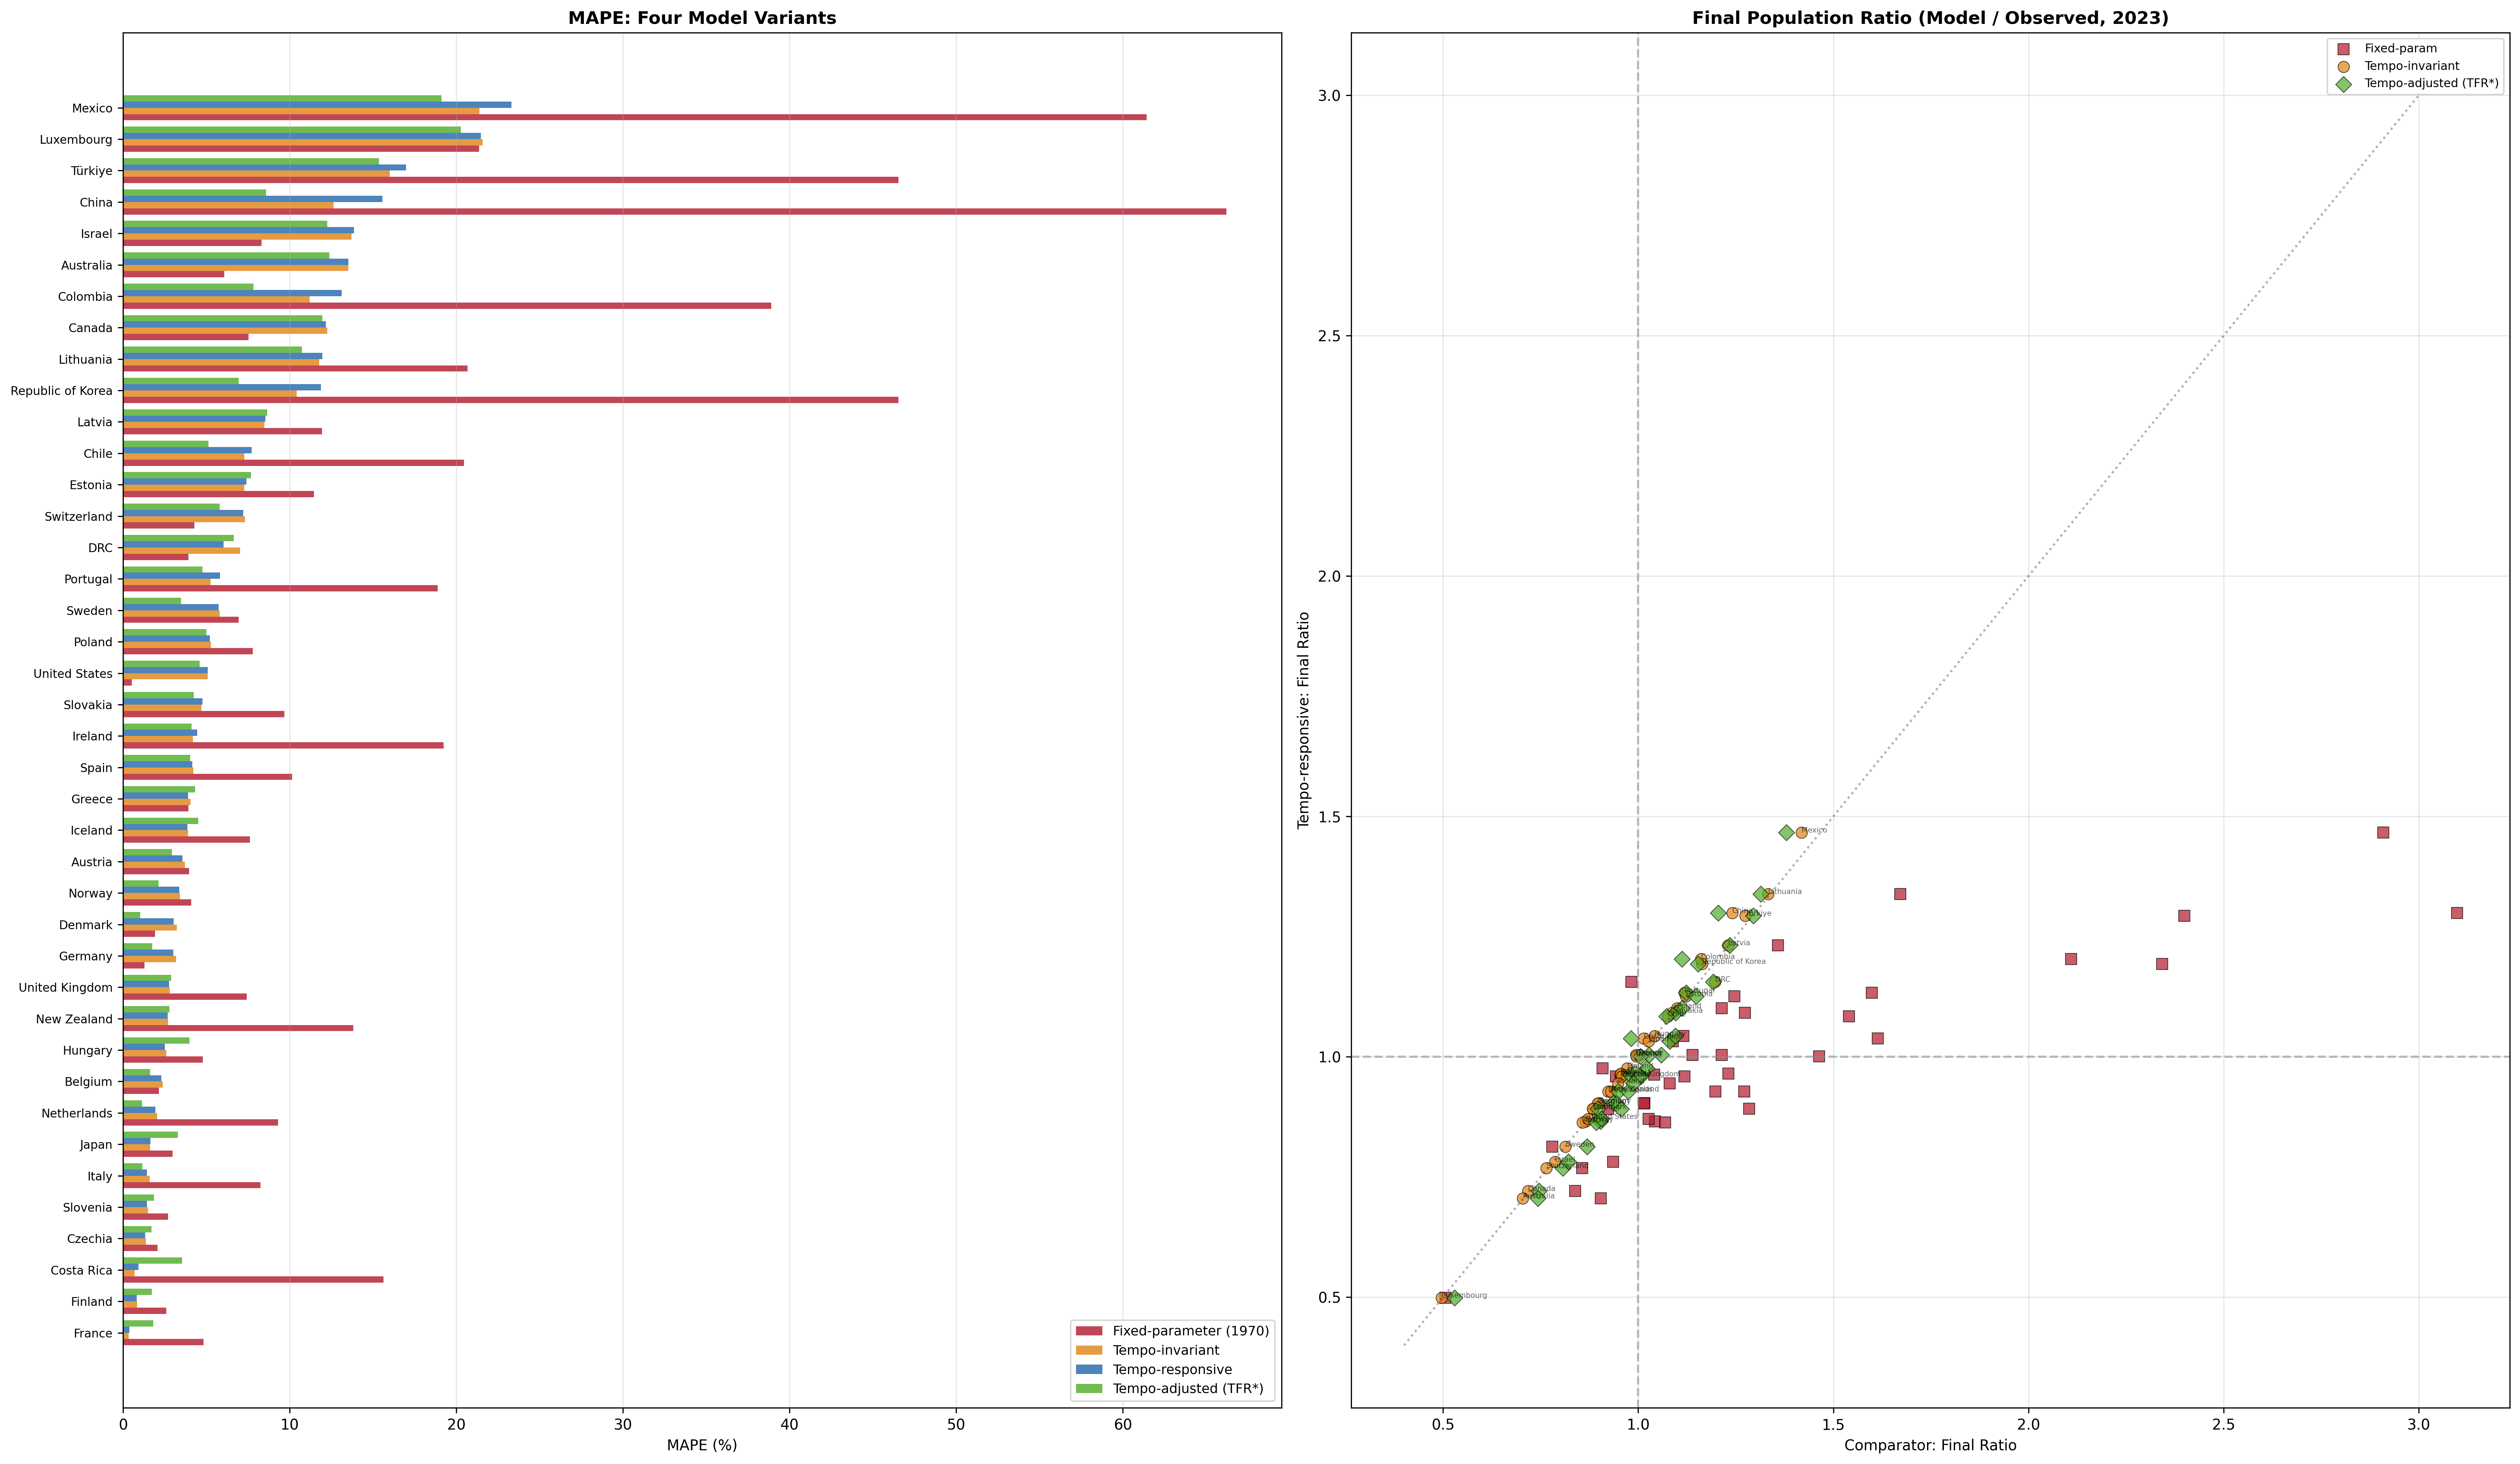 MAPE: Four Model Variants
Mexico
Luxembourg
Türkiye
China
Israel
Australia
Colombia
Canada
Lithuania
Republic of Korea
Latvia
Chile
Estonia
Switzerland
DRC
Portugal
Sweden
Poland
United States
Slovakia
Ireland
Spain
Greece
Iceland
Austria
Norway
Denmark
Germany
United Kingdom
New Zealand
Hungary
Belgium
Netherlands
Japan
Italy
Slovenia
Czechia
Costa Rica
Finland
France
Fixed-parameter (1970)
Tempo-invariant
Tempo-responsive
Tempo-adjusted (TFR*)
0 10 20 30 40 50 60
MAPE (%)
Final Population Ratio (Model / Observed, 2023)
Fixed-param
Tempo-invariant
Tempo-adjusted (TFR*)
3.0
2.5
2.0
1.5
1.0
0.5
Tempo-responsive: Final Ratio
Mexico
Republic of Korea
DRC
0.5 1.0 1.5 2.0 2.5 3.0
Comparator: Final Ratio